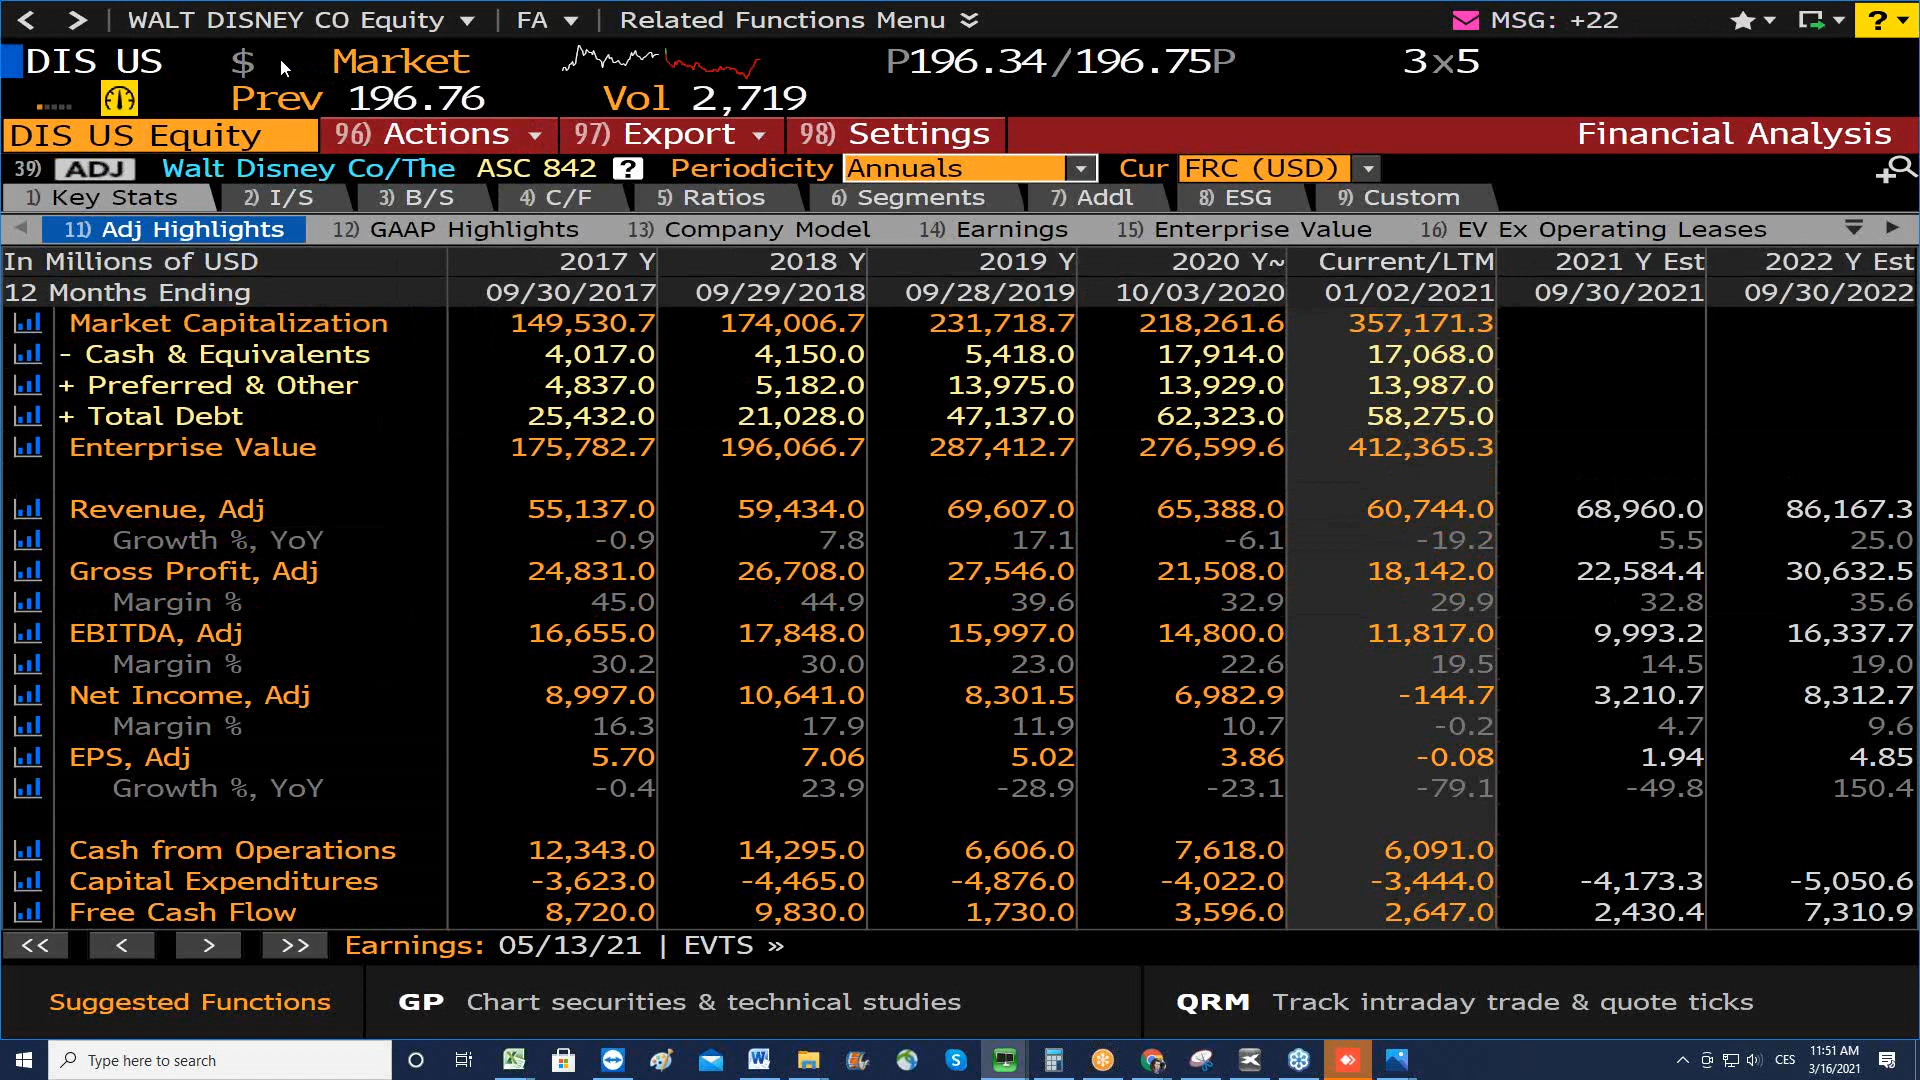 < > WALT DISNEY CO Equity FA Related Functions Menu MSG: +22 ?
DIS US $ Market P196.34/196.75P 3x5
Prev 196.76 Vol 2,719
DIS US Equity 96) Actions 97) Export 98) Settings Financial Analysis
39) ADJ Walt Disney Co/The ASC 842 ? Periodicity Annuals Cur FRC (USD)
1) Key Stats 2) I/S 3) B/S 4) C/F 5) Ratios 6) Segments 7) Addl 8) ESG 9) Custom
11) Adj Highlights 12) GAAP Highlights 13) Company Model 14) Earnings 15) Enterprise Value 16) EV Ex Operating Leases
In Millions of USD 2017 Y 2018 Y 2019 Y 2020 Y~ Current/LTM 2021 Y Est 2022 Y Est
12 Months Ending 09/30/2017 09/29/2018 09/28/2019 10/03/2020 01/02/2021 09/30/2021 09/30/2022
Market Capitalization 149,530.7 174,006.7 231,718.7 218,261.6 357,171.3
- Cash & Equivalents 4,017.0 4,150.0 5,418.0 17,914.0 17,068.0
+ Preferred & Other 4,837.0 5,182.0 13,975.0 13,929.0 13,987.0
+ Total Debt 25,432.0 21,028.0 47,137.0 62,323.0 58,275.0
Enterprise Value 175,782.7 196,066.7 287,412.7 276,599.6 412,365.3
Revenue, Adj 55,137.0 59,434.0 69,607.0 65,388.0 60,744.0 68,960.0 86,167.3
Growth %, YoY -0.9 7.8 17.1 -6.1 -19.2 5.5 25.0
Gross Profit, Adj 24,831.0 26,708.0 27,546.0 21,508.0 18,142.0 22,584.4 30,632.5
Margin % 45.0 44.9 39.6 32.9 29.9 32.8 35.6
EBITDA, Adj 16,655.0 17,848.0 15,997.0 14,800.0 11,817.0 9,993.2 16,337.7
Margin % 30.2 30.0 23.0 22.6 19.5 14.5 19.0
Net Income, Adj 8,997.0 10,641.0 8,301.5 6,982.9 -144.7 3,210.7 8,312.7
Margin % 16.3 17.9 11.9 10.7 -0.2 4.7 9.6
EPS, Adj 5.70 7.06 5.02 3.86 -0.08 1.94 4.85
Growth %, YoY -0.4 23.9 -28.9 -23.1 -79.1 -49.8 150.4
Cash from Operations 12,343.0 14,295.0 6,606.0 7,618.0 6,091.0
Capital Expenditures -3,623.0 -4,465.0 -4,876.0 -4,022.0 -3,444.0 -4,173.3 -5,050.6
Free Cash Flow 8,720.0 9,830.0 1,730.0 3,596.0 2,647.0 2,430.4 7,310.9
<< < > >> Earnings: 05/13/21 | EVTS »
Suggested Functions GP Chart securities & technical studies QRM Track intraday trade & quote ticks
Type here to search CES 11:51 AM
3/16/2021